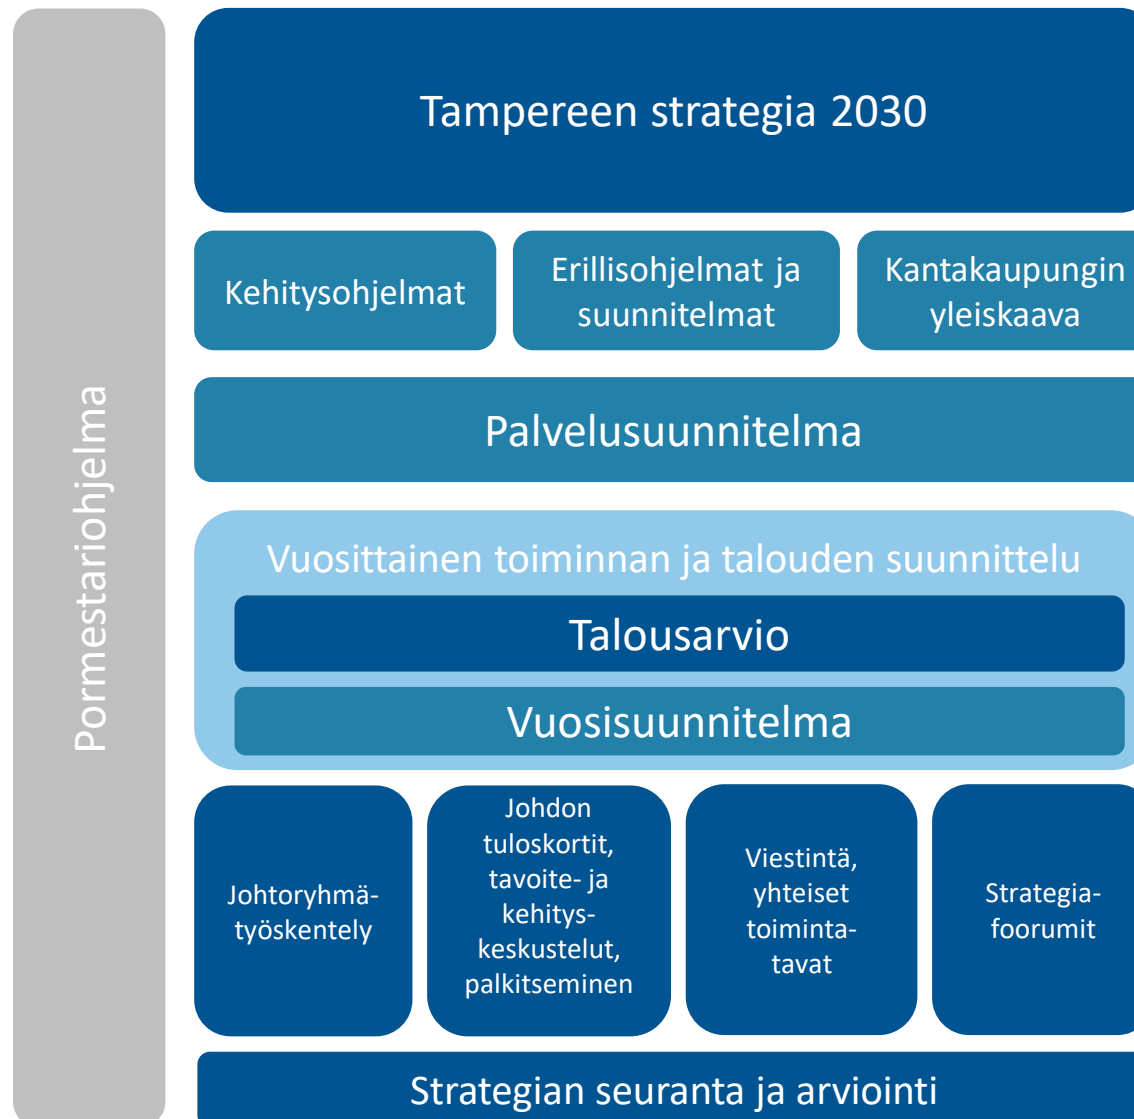 Pormestariohjelma
Tampereen strategia 2030
Kehitysohjelmat
Erillisohjelmat ja
suunnitelmat
Kantakaupungin
yleiskaava
Palvelusuunnitelma
Vuosittainen toiminnan ja talouden suunnittelu
Talousarvio
Vuosisuunnitelma
Johtoryhmä-
työskentely
Johdon
tuloskortit,
tavoite- ja
kehitys-
keskustelut,
palkitseminen
Viestintä,
yhteiset
toiminta-
tavat
Strategia-
foorumit
Strategian seuranta ja arviointi